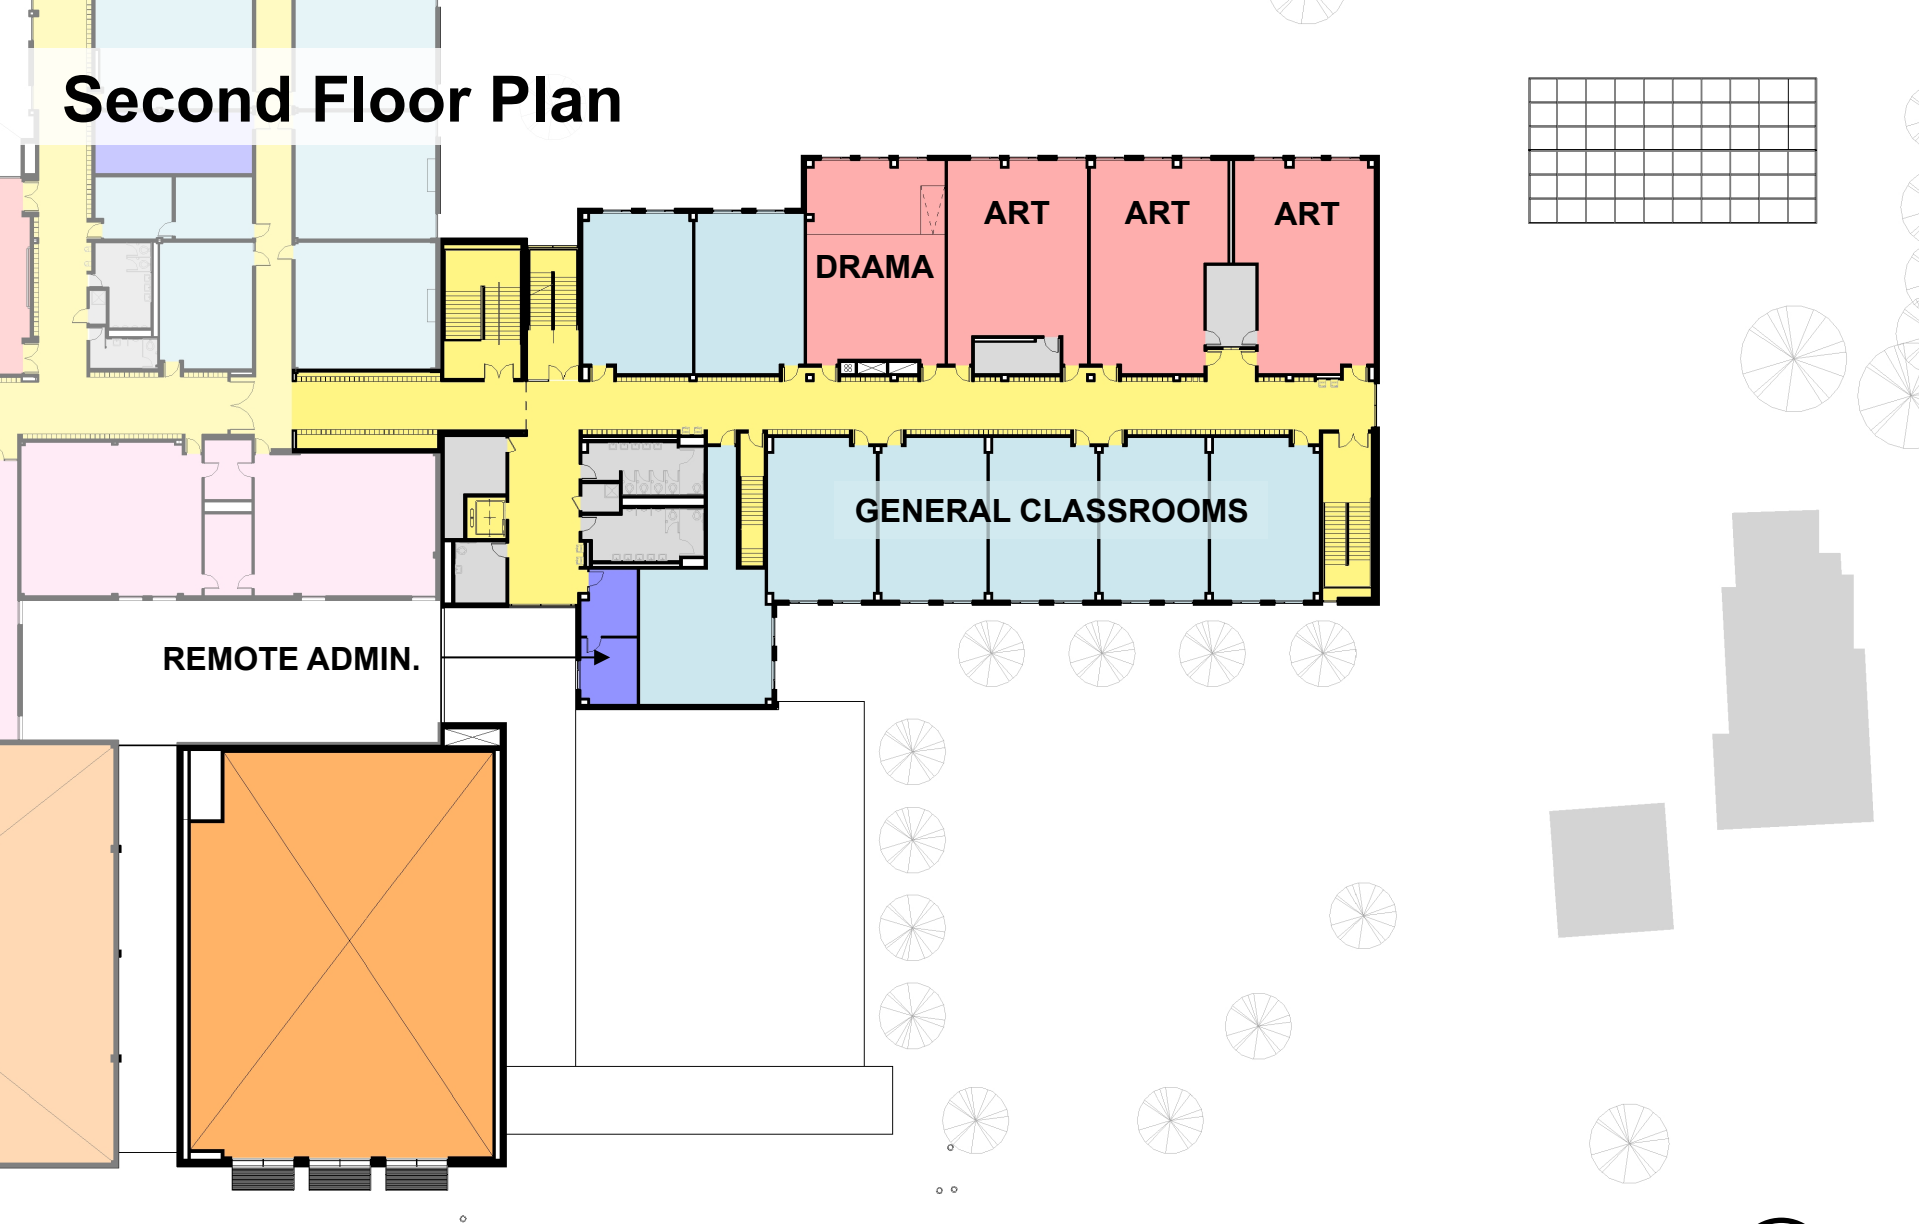 Second Floor Plan
ART
ART
ART
DRAMA
GENERAL CLASSROOMS
REMOTE ADMIN.